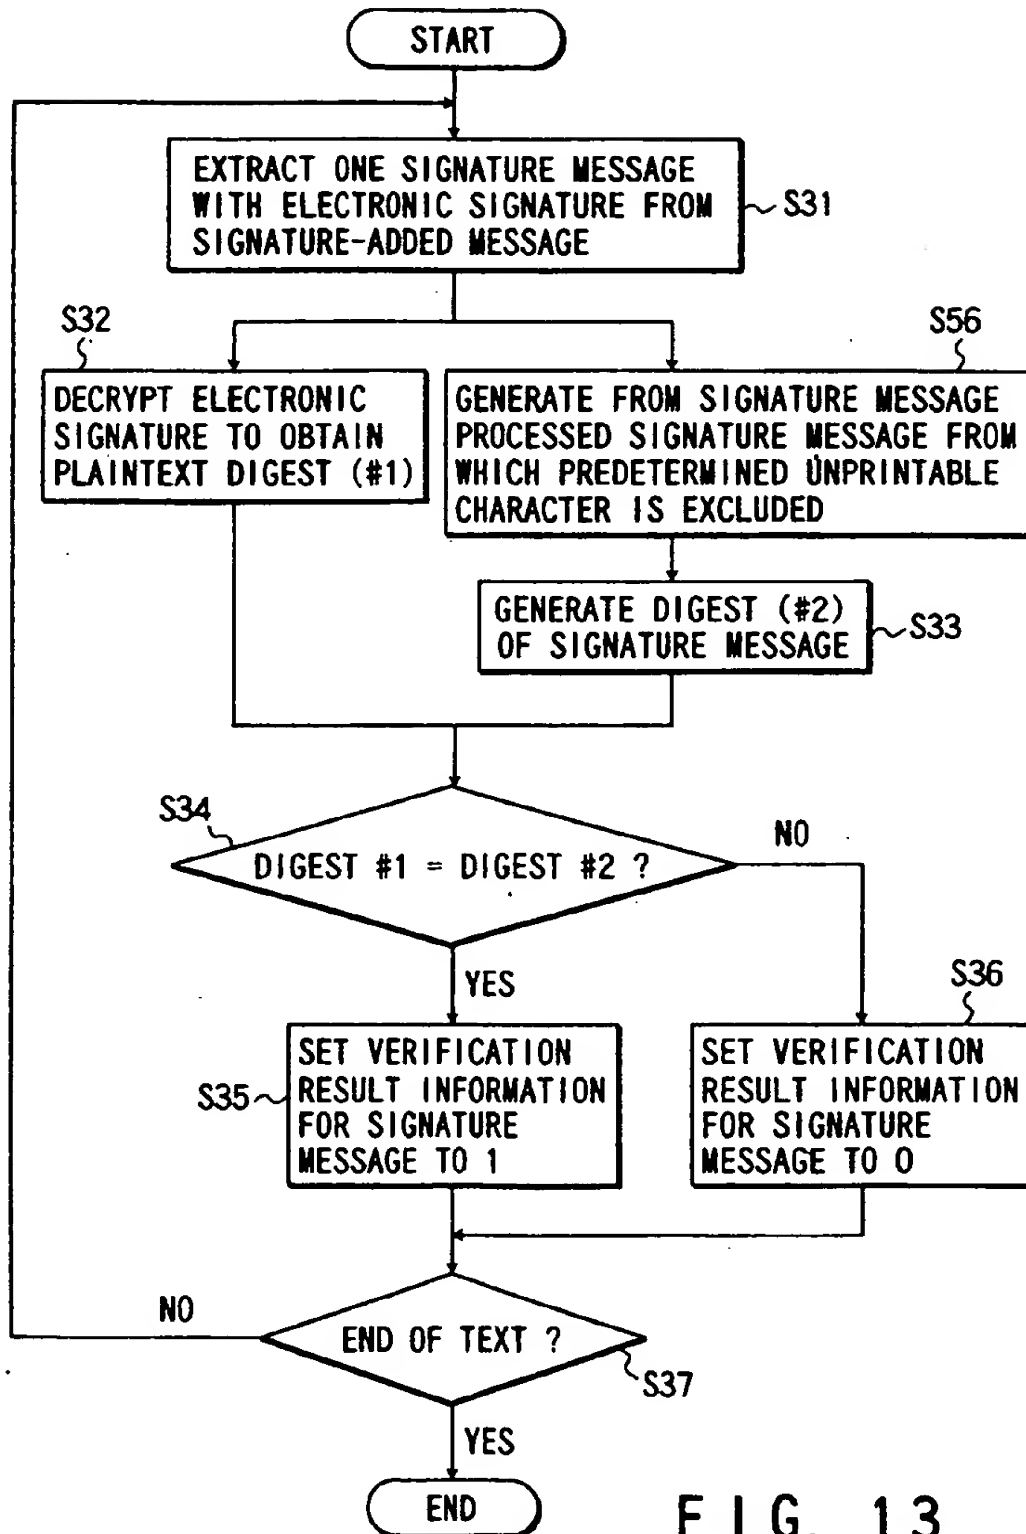 START
EXTRACT ONE SIGNATURE MESSAGE
WITH ELECTRONIC SIGNATURE FROM
SIGNATURE-ADDED MESSAGE
S31
S32
DECRYPT ELECTRONIC
SIGNATURE TO OBTAIN
PLAINTEXT DIGEST (#1)
S56
GENERATE FROM SIGNATURE MESSAGE
PROCESSED SIGNATURE MESSAGE FROM
WHICH PREDETERMINED UNPRINTABLE
CHARACTER IS EXCLUDED
GENERATE DIGEST (#2)
OF SIGNATURE MESSAGE
S33
S34
DIGEST #1 = DIGEST #2 ?
NO
YES
S35
SET VERIFICATION
RESULT INFORMATION
FOR SIGNATURE
MESSAGE TO 1
S36
SET VERIFICATION
RESULT INFORMATION
FOR SIGNATURE
MESSAGE TO 0
NO
END OF TEXT ?
S37
YES
END
FIG. 13